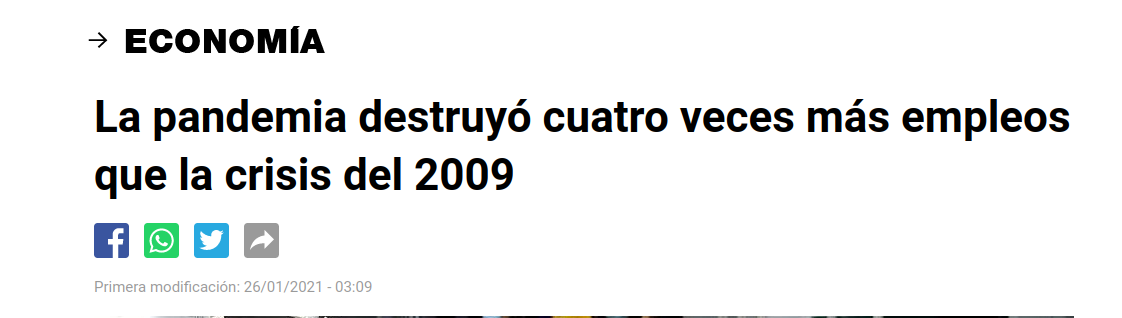 → ECONOMÍA
La pandemia destruyó cuatro veces más empleos
que la crisis del 2009
Primera modificación: 26/01/2021 - 03:09